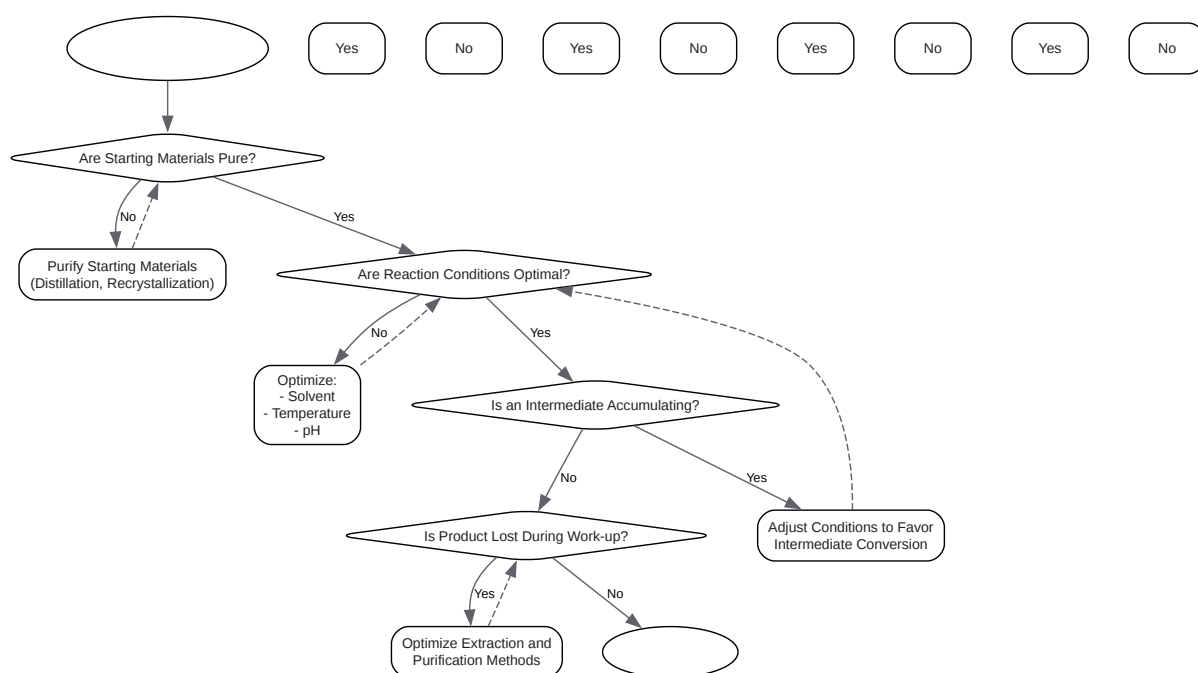 Yes
No
Yes
No
Yes
No
Yes
No
Are Starting Materials Pure?
No
Yes
Purify Starting Materials
(Distillation, Recrystallization)
Are Reaction Conditions Optimal?
No
Yes
Optimize:
- Solvent
- Temperature
- pH
Is an Intermediate Accumulating?
No
Yes
Adjust Conditions to Favor
Intermediate Conversion
Is Product Lost During Work-up?
Yes
No
Optimize Extraction and
Purification Methods